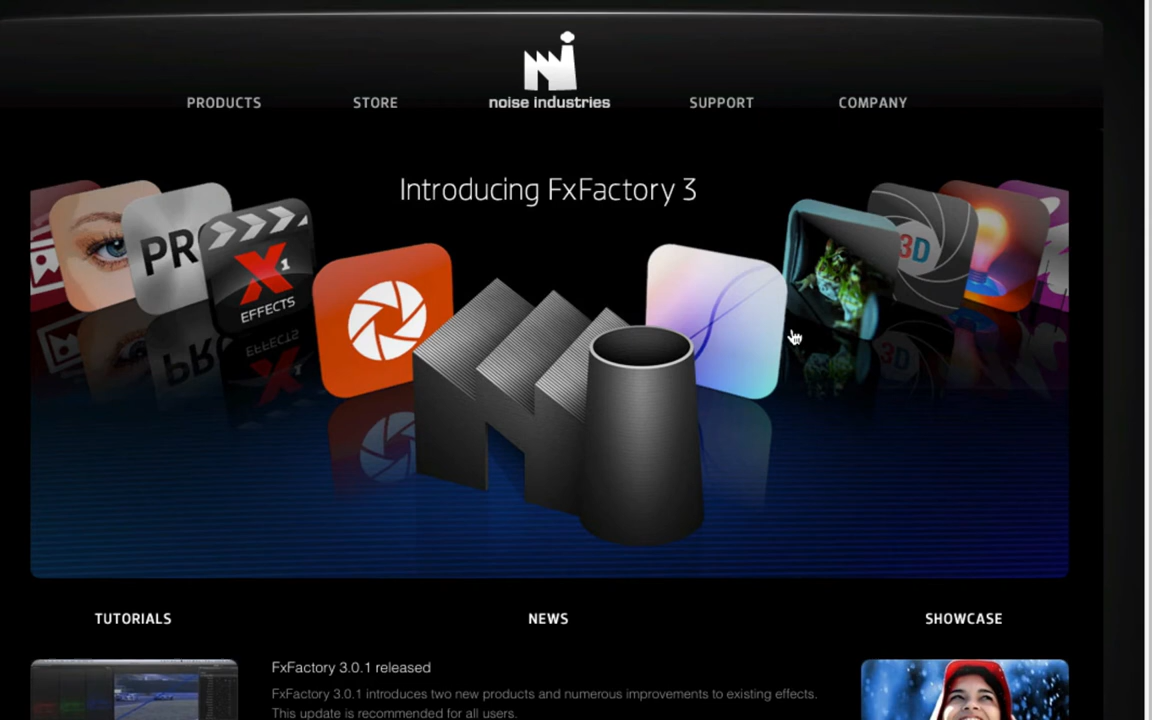 noise industries
PRODUCTS
STORE
SUPPORT
COMPANY
Introducing FxFactory 3
PR
X1
EFFECTS
3D
TUTORIALS
NEWS
SHOWCASE
FxFactory 3.0.1 released
FxFactory 3.0.1 introduces two new products and numerous improvements to existing effects.
This update is recommended for all users.